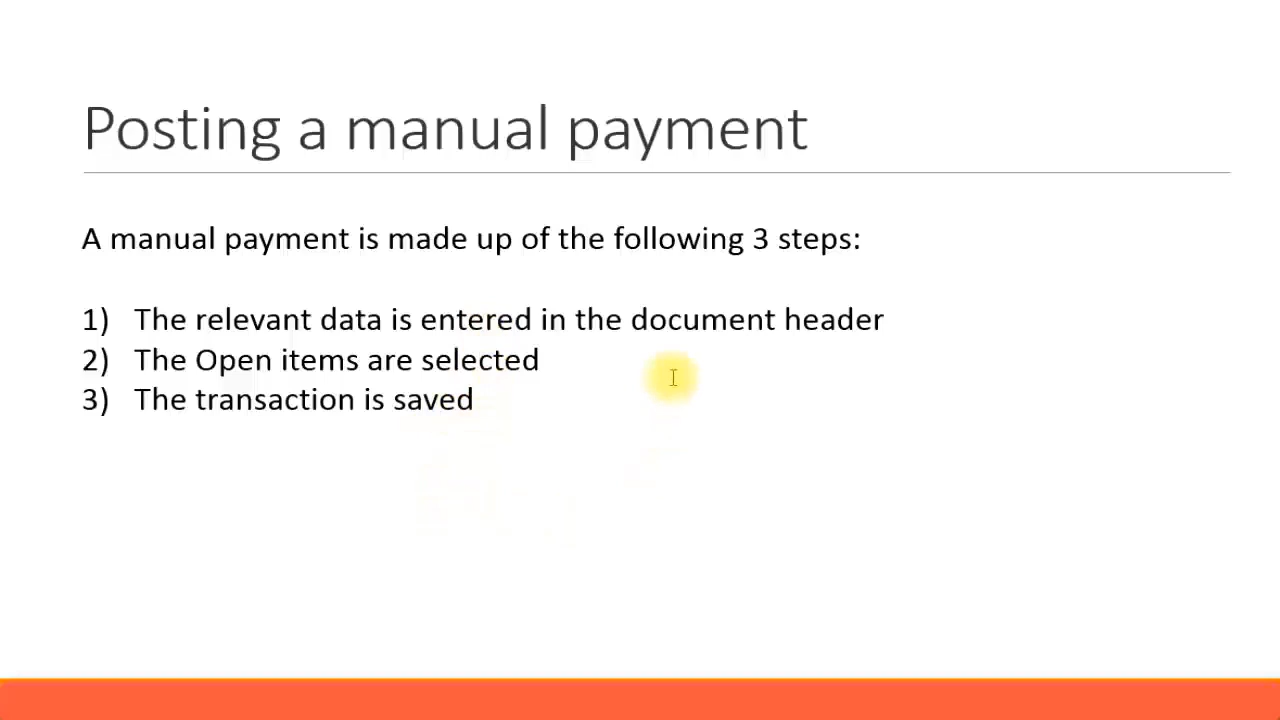 Posting a manual payment
A manual payment is made up of the following 3 steps:
1) The relevant data is entered in the document header
2) The Open items are selected
3) The transaction is saved